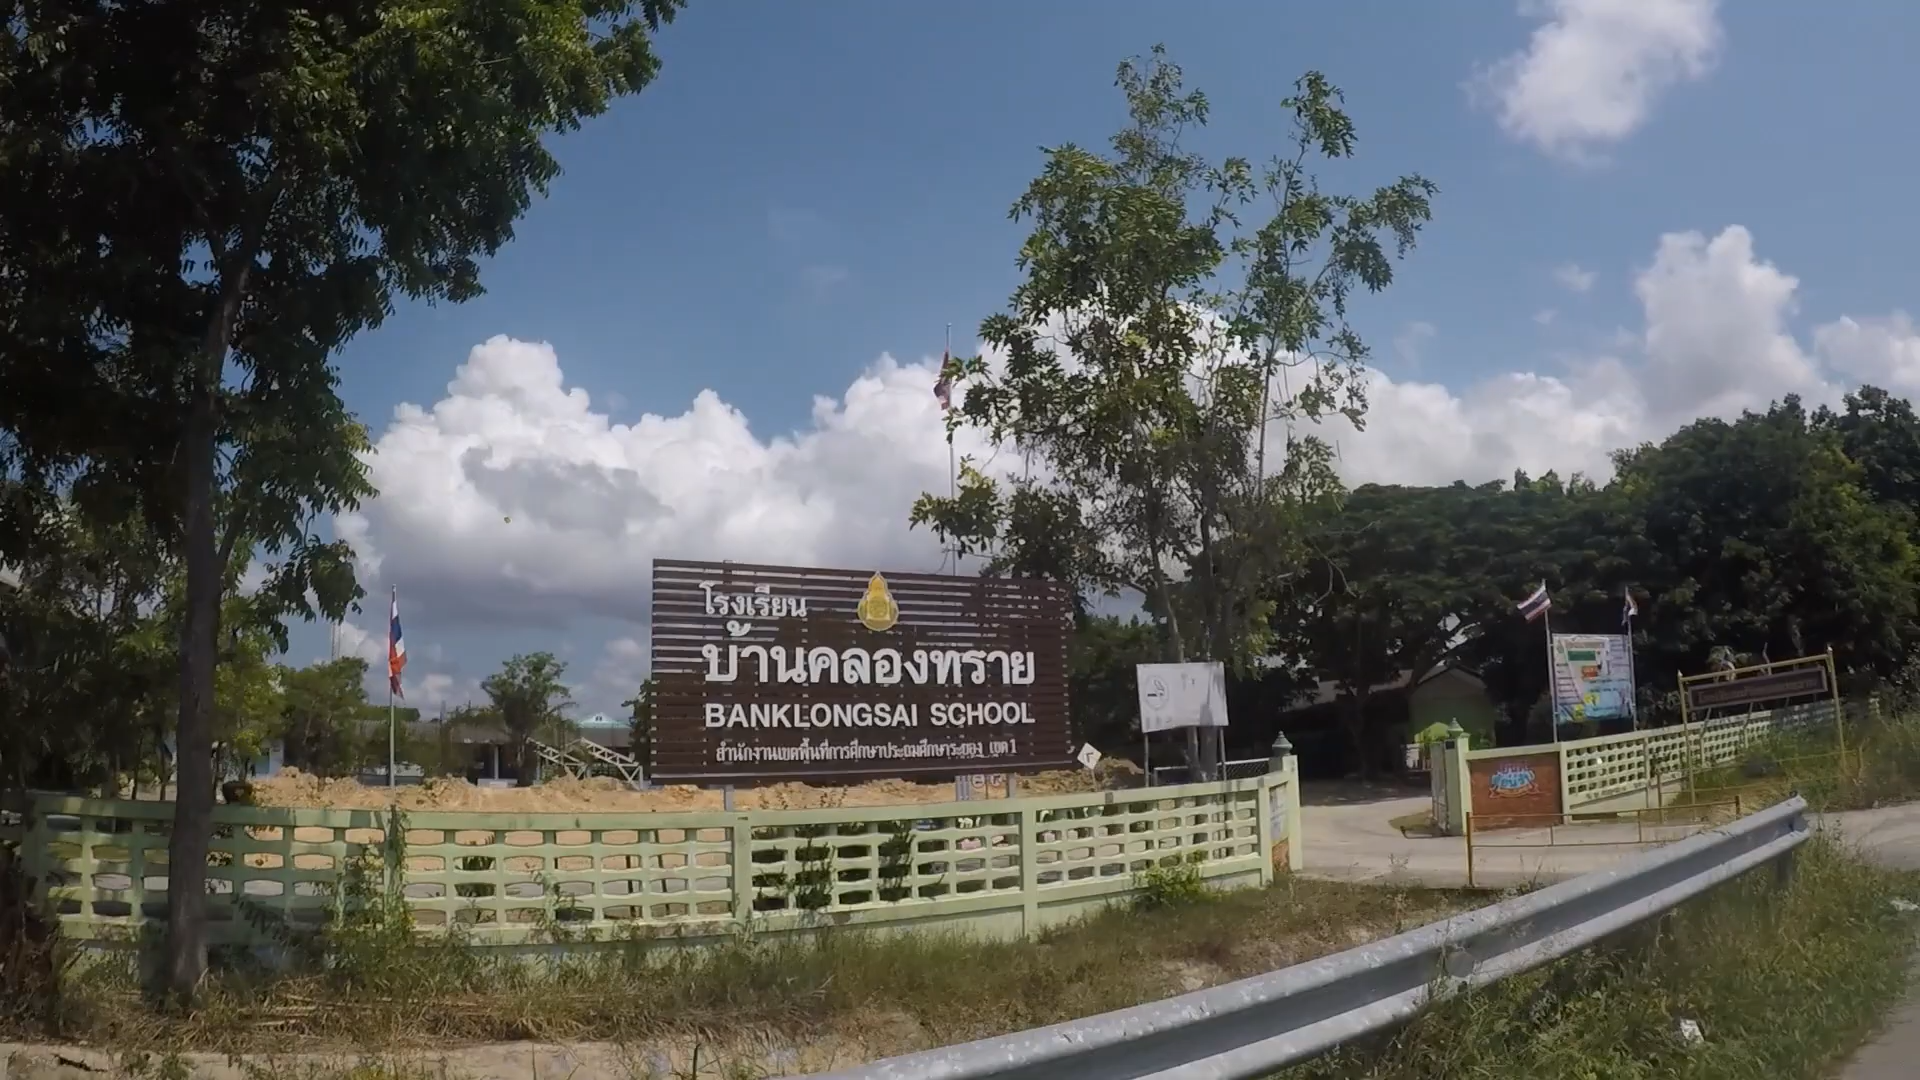 โรงเรียน
บ้านคลองทราย
BANKLONGSAI SCHOOL
สำนักงานเขตพื้นที่การศึกษาประถมศึกษาระยอง เขต 1